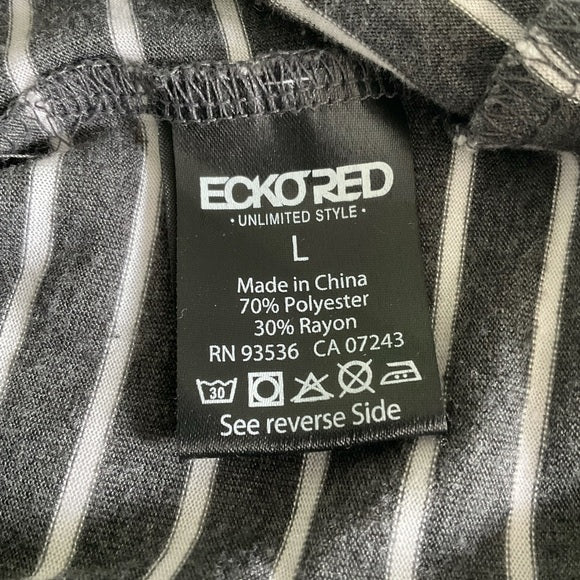 ECKO RED
• UNLIMITED STYLE •
L
Made in China
70% Polyester
30% Rayon
RN 93536 CA 07243
30
See reverse Side